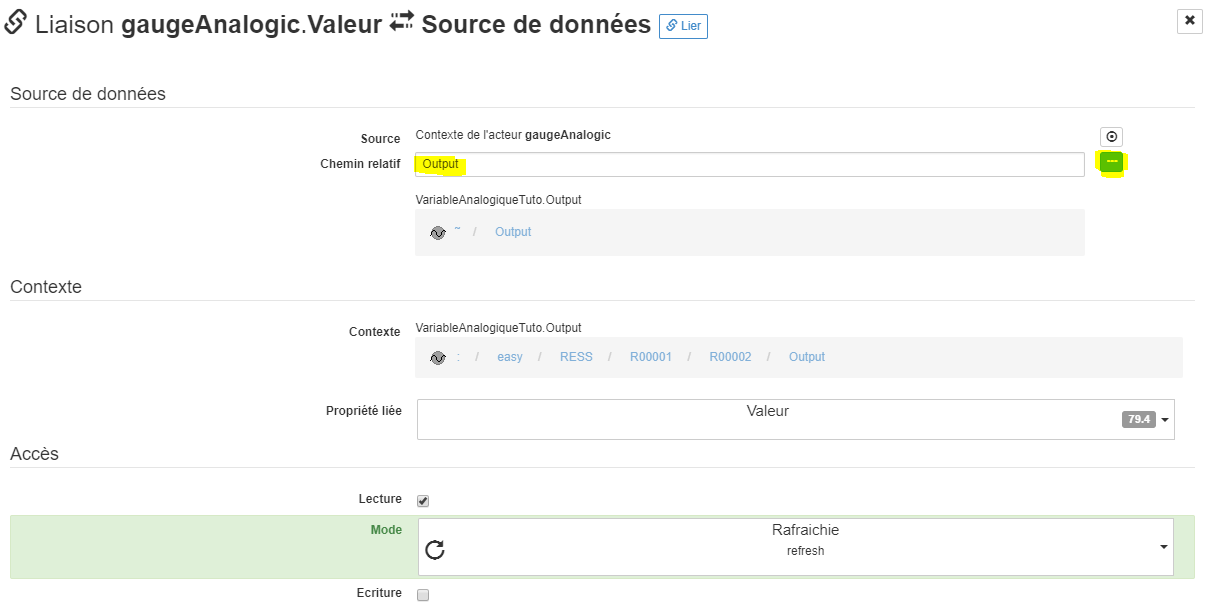 Liaison gaugeAnalogic.Valeur Source de données Lier
Source de données
Source Contexte de l'acteur gaugeAnalogic
Chemin relatif Output ---
VariableAnalogiqueTuto.Output
~ / Output
Contexte
Contexte VariableAnalogiqueTuto.Output
: / easy / RESS / R00001 / R00002 / Output
Propriété liée Valeur 79.4
Accès
Lecture
Mode Rafraichie
refresh
Ecriture